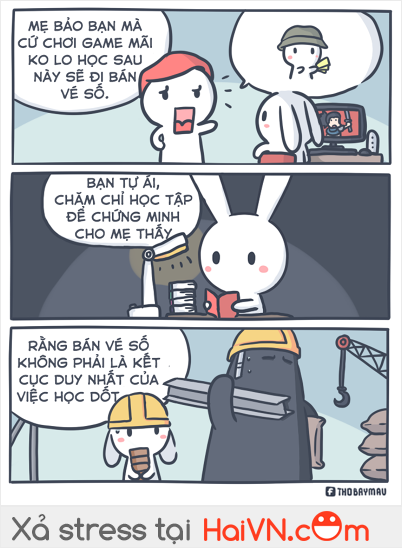 MẸ BẢO BẠN MÀ
CỨ CHƠI GAME MÃI
KO LO HỌC SAU
NÀY SẼ ĐI BÁN
VÉ SỐ.
BẠN TỰ ÁI,
CHĂM CHỈ HỌC TẬP
ĐỂ CHỨNG MINH
CHO MẸ THẤY
RẰNG BÁN VÉ SỐ
KHÔNG PHẢI LÀ KẾT
CỤC DUY NHẤT CỦA
VIỆC HỌC DỐT
THOBAYMAU
Xả stress tại HaiVN.com